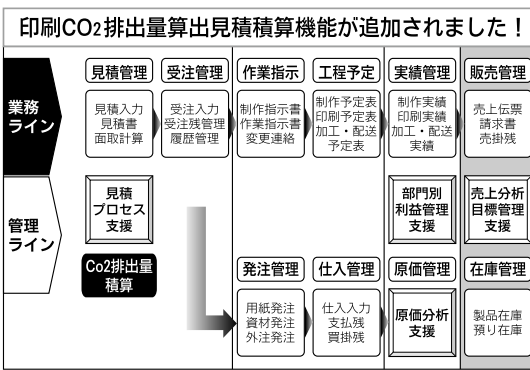 印刷CO2排出量算出見積積算機能が追加されました！
見積管理
受注管理
作業指示
工程予定
実績管理
販売管理
業務
ライン
見積入力
見積書
面取計算
受注入力
受注残管理
履歴管理
制作指示書
作業指示書
変更連絡
制作予定表
印刷予定表
加工・配送
予定表
制作実績
印刷実績
加工・配送
実績
売上伝票
請求書
売掛残
管理
ライン
見積
プロセス
支援
部門別
利益管理
支援
売上分析
目標管理
支援
Co2排出量
積算
発注管理
仕入管理
原価管理
在庫管理
用紙発注
資材発注
外注発注
仕入入力
支払残
買掛残
原価分析
支援
製品在庫
預り在庫